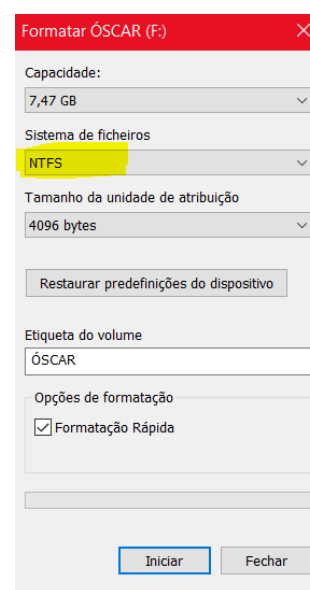 Formatar ÓSCAR (F:)
Capacidade:
7,47 GB
Sistema de ficheiros
NTFS
Tamanho da unidade de atribuição
4096 bytes
Restaurar predefinições do dispositivo
Etiqueta do volume
ÓSCAR
Opções de formatação
Formatação Rápida
Iniciar Fechar